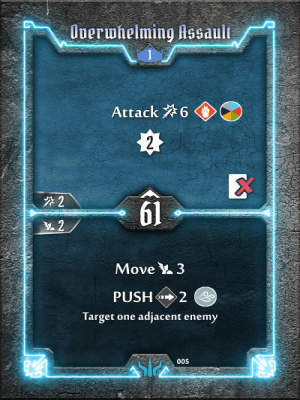 Overwhelming Assault
1
Attack 6
2
2
61
2
Move 3
PUSH 2
Target one adjacent enemy
005